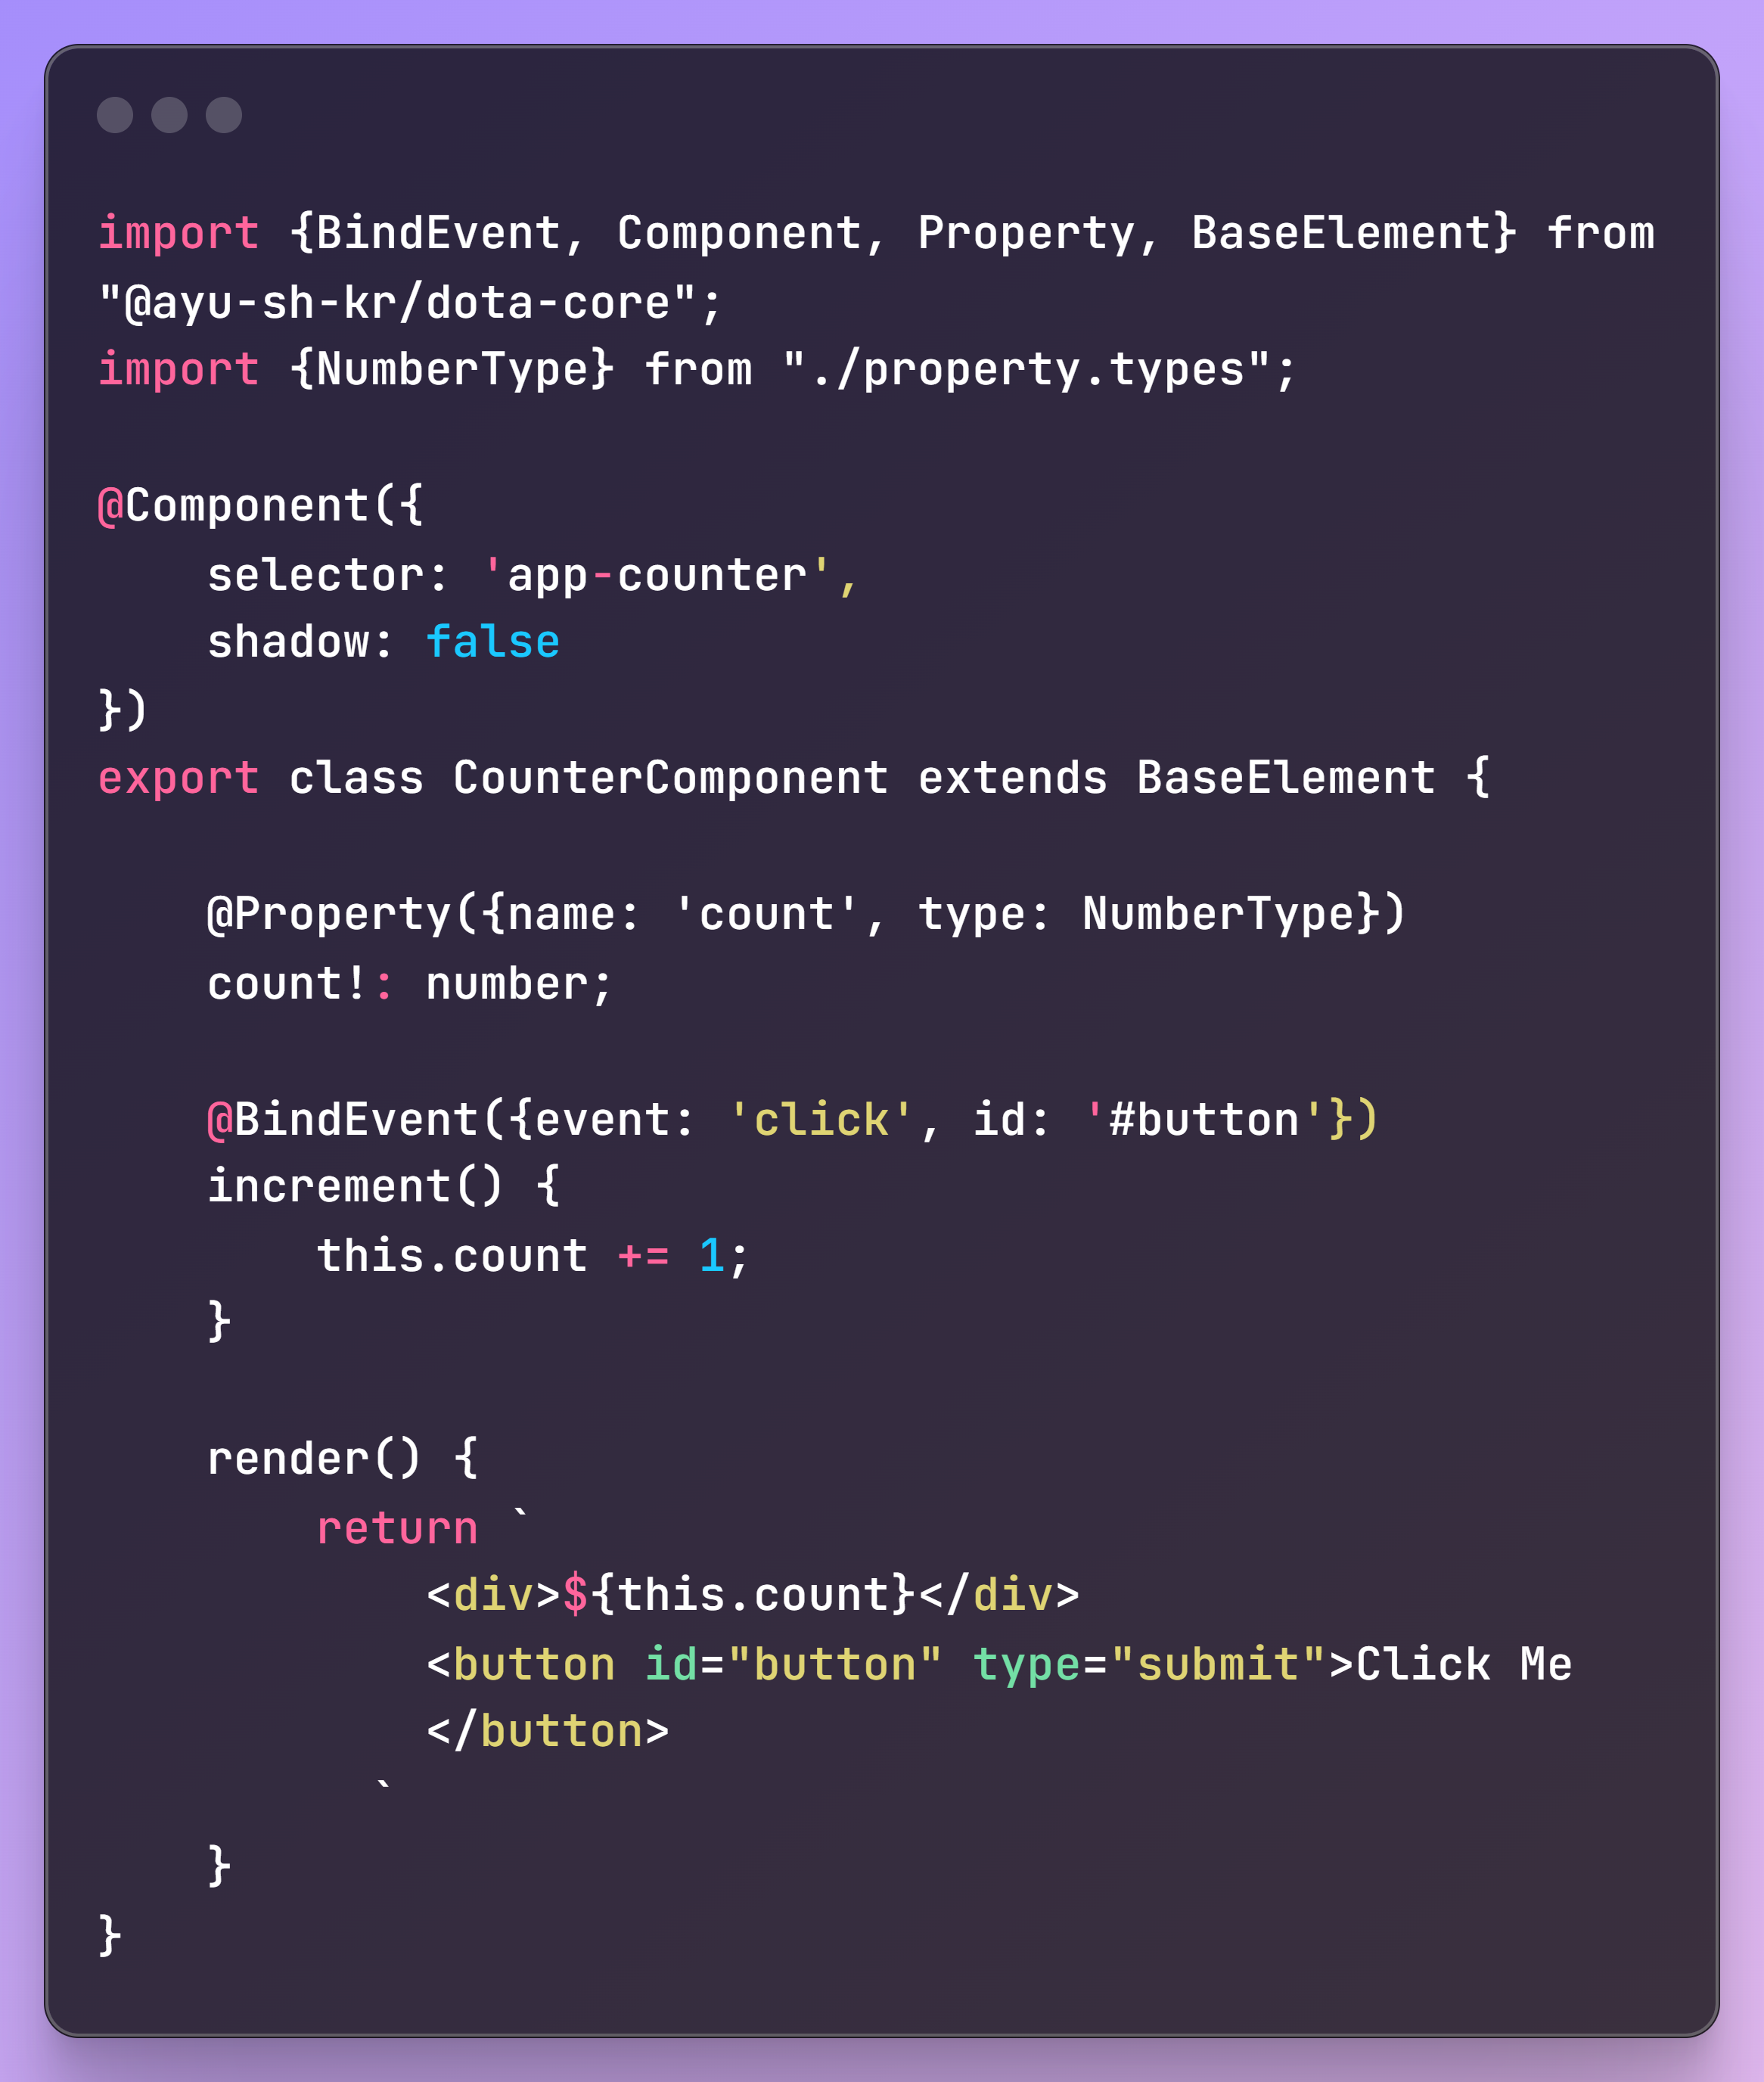 import {BindEvent, Component, Property, BaseElement} from
"@ayu-sh-kr/dota-core";
import {NumberType} from "./property.types";

@Component({
    selector: 'app-counter',
    shadow: false
})
export class CounterComponent extends BaseElement {

    @Property({name: 'count', type: NumberType})
    count!: number;

    @BindEvent({event: 'click', id: '#button'})
    increment() {
        this.count += 1;
    }

    render() {
        return `
            <div>${this.count}</div>
            <button id="button" type="submit">Click Me
            </button>
          `
    }
}